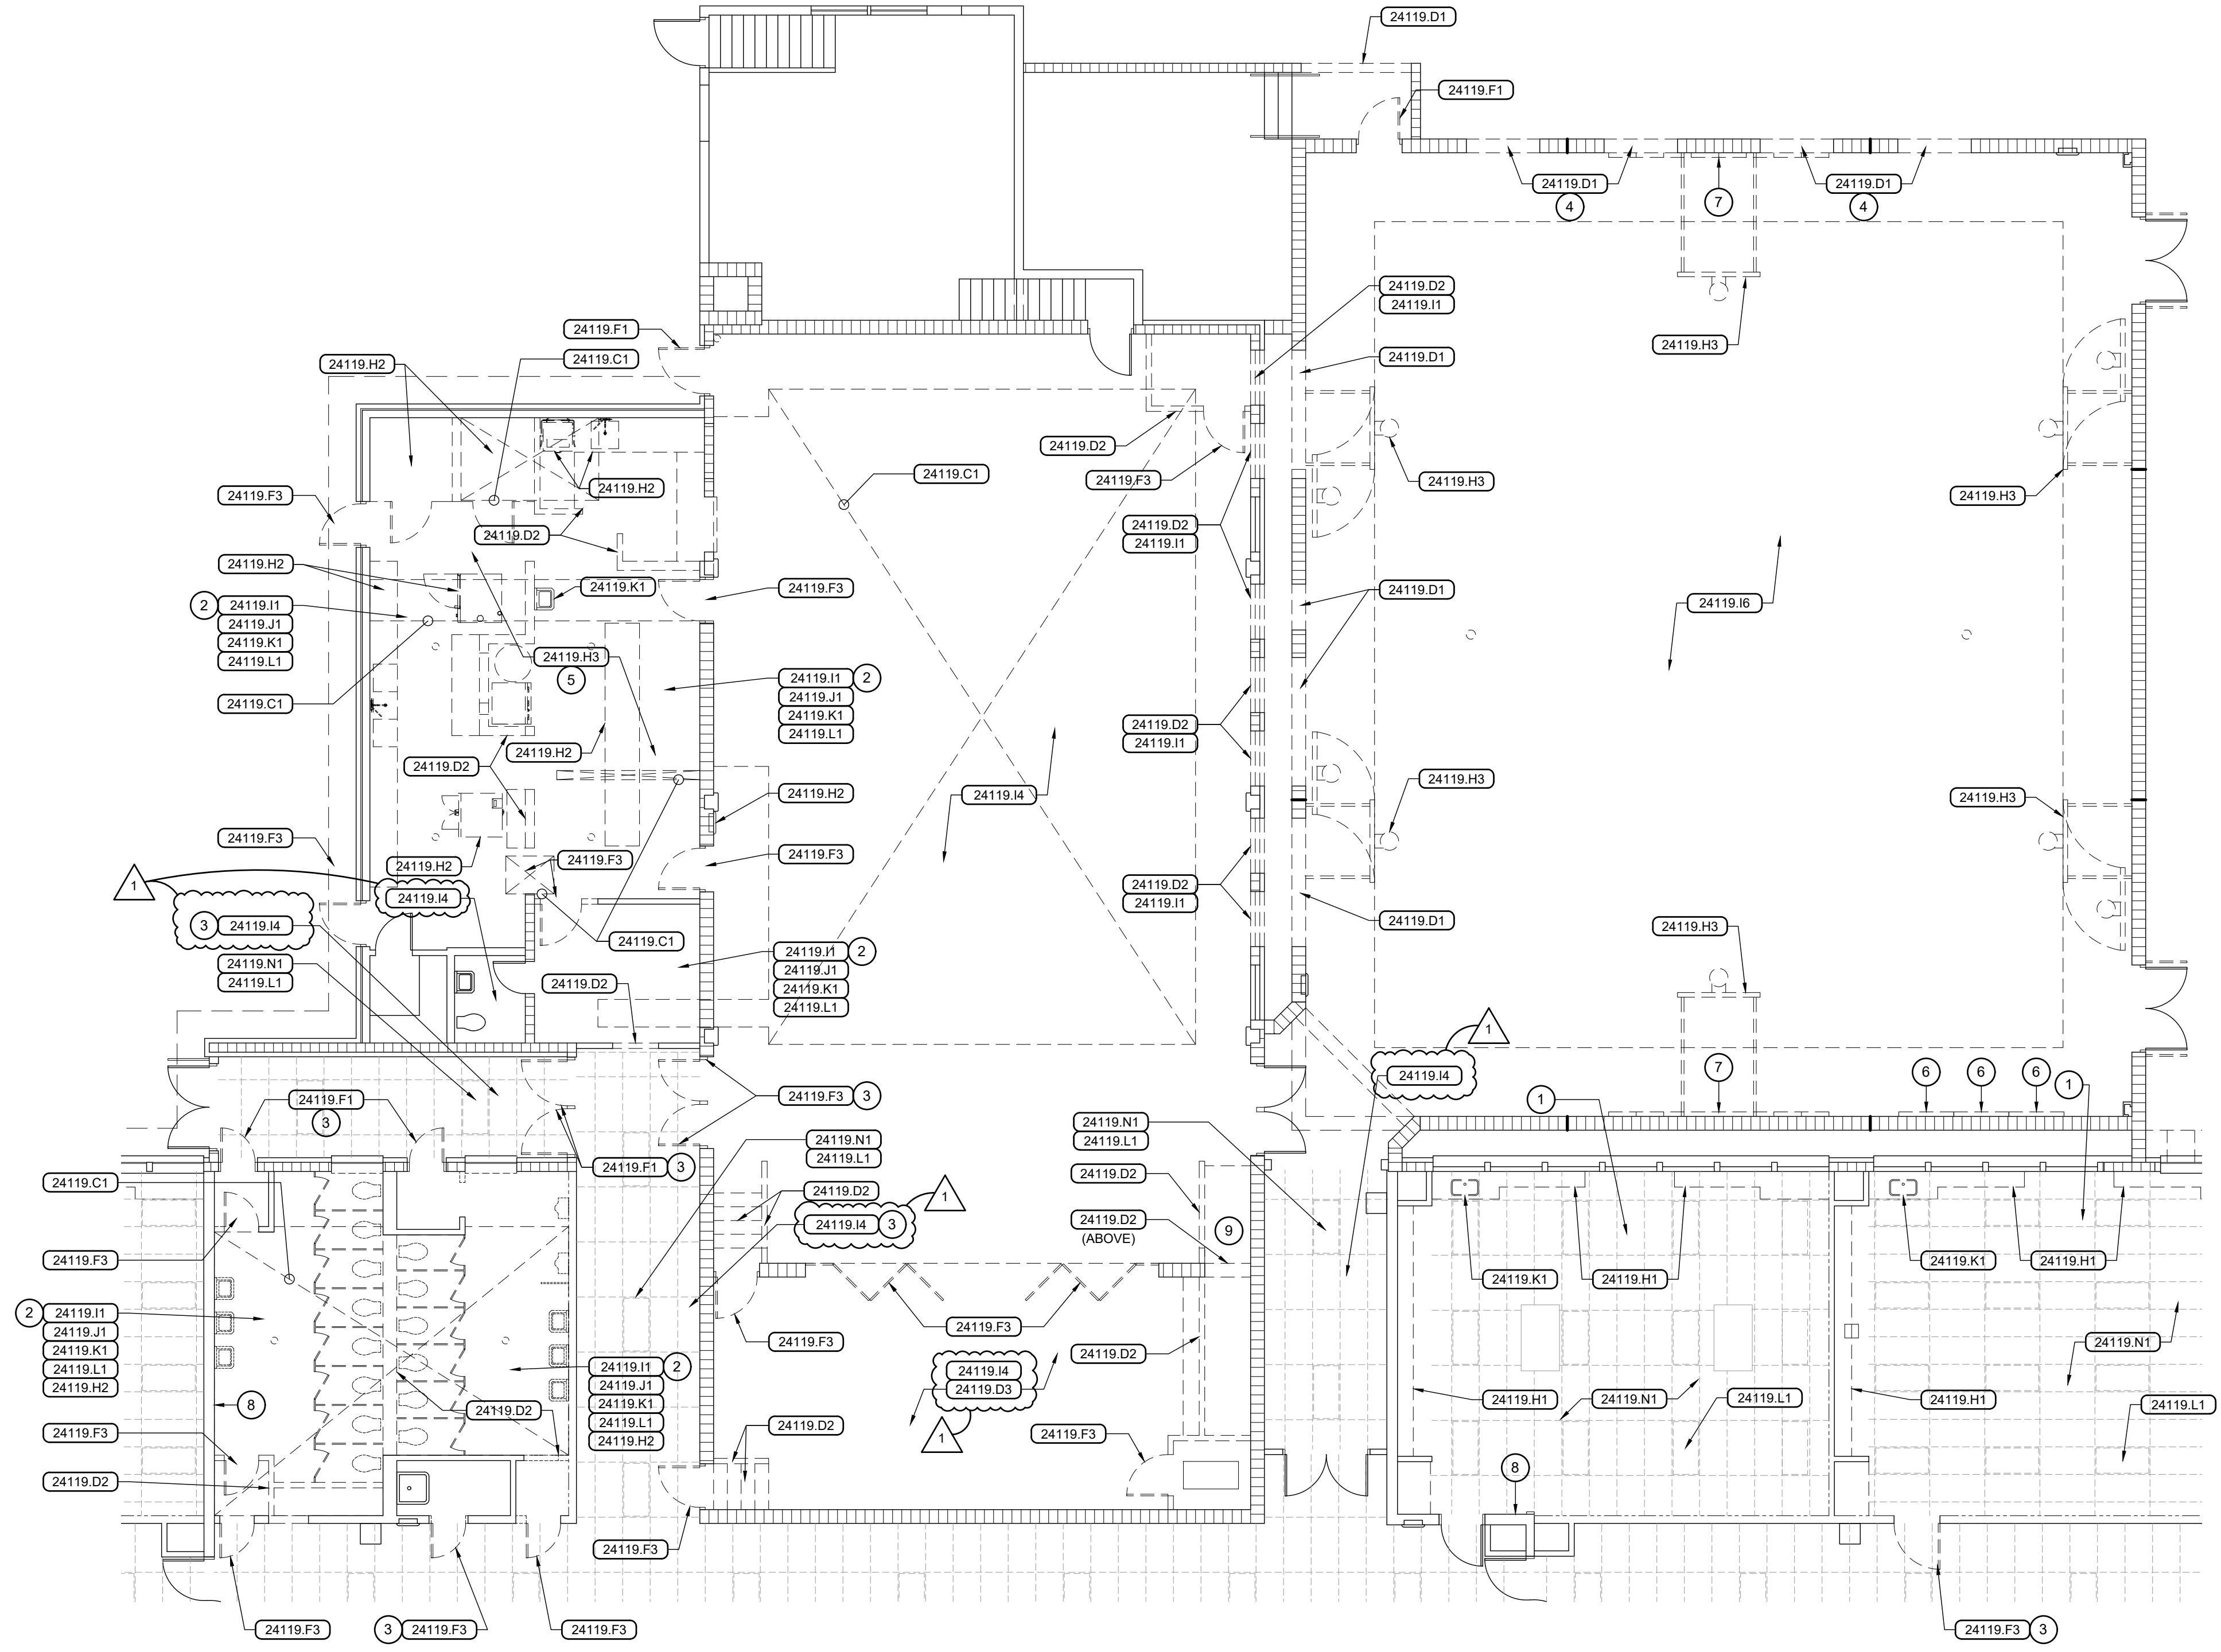 24119.D1
24119.F1
24119.D1
4
7
24119.D1
4
24119.D2
24119.I1
24119.H3
24119.F1
24119.C1
24119.H2
24119.D1
24119.D2
24119.C1
24119.F3
24119.H3
24119.H2
24119.F3
24119.H3
24119.D2
24119.D2
24119.I1
24119.H2
24119.K1
24119.F3
24119.D1
2 24119.I1
24119.J1
24119.K1
24119.L1
24119.I6
24119.H3
5
24119.C1
24119.I1 2
24119.J1
24119.K1
24119.L1
24119.D2
24119.I1
24119.H2
24119.D2
24119.H3
24119.H2
24119.I4
24119.H3
24119.F3
24119.H2
24119.F3
24119.F3
1
24119.I4
24119.D2
24119.I1
3 24119.I4
24119.D1
24119.H3
24119.C1
24119.N1
24119.L1
24119.D2
24119.I1 2
24119.J1
24119.K1
24119.L1
1
24119.I4
7
6
6
6
1
24119.F1
3
24119.F3 3
1
24119.N1
24119.L1
24119.N1
24119.L1
24119.F1 3
24119.C1
24119.D2
24119.D2
1
24119.I4 3
24119.D2
(ABOVE)
9
24119.F3
24119.K1
24119.H1
24119.K1
24119.H1
2 24119.I1
24119.J1
24119.K1
24119.L1
24119.H2
24119.F3
24119.F3
24119.D2
24119.N1
24119.I1 2
24119.J1
24119.K1
24119.L1
24119.H2
24119.I4
24119.D3
1
8
24119.D2
24119.H1
24119.N1
24119.L1
24119.H1
24119.L1
24119.F3
24119.D2
24119.F3
24119.D2
8
24119.F3
24119.F3
3 24119.F3
24119.F3
24119.F3 3